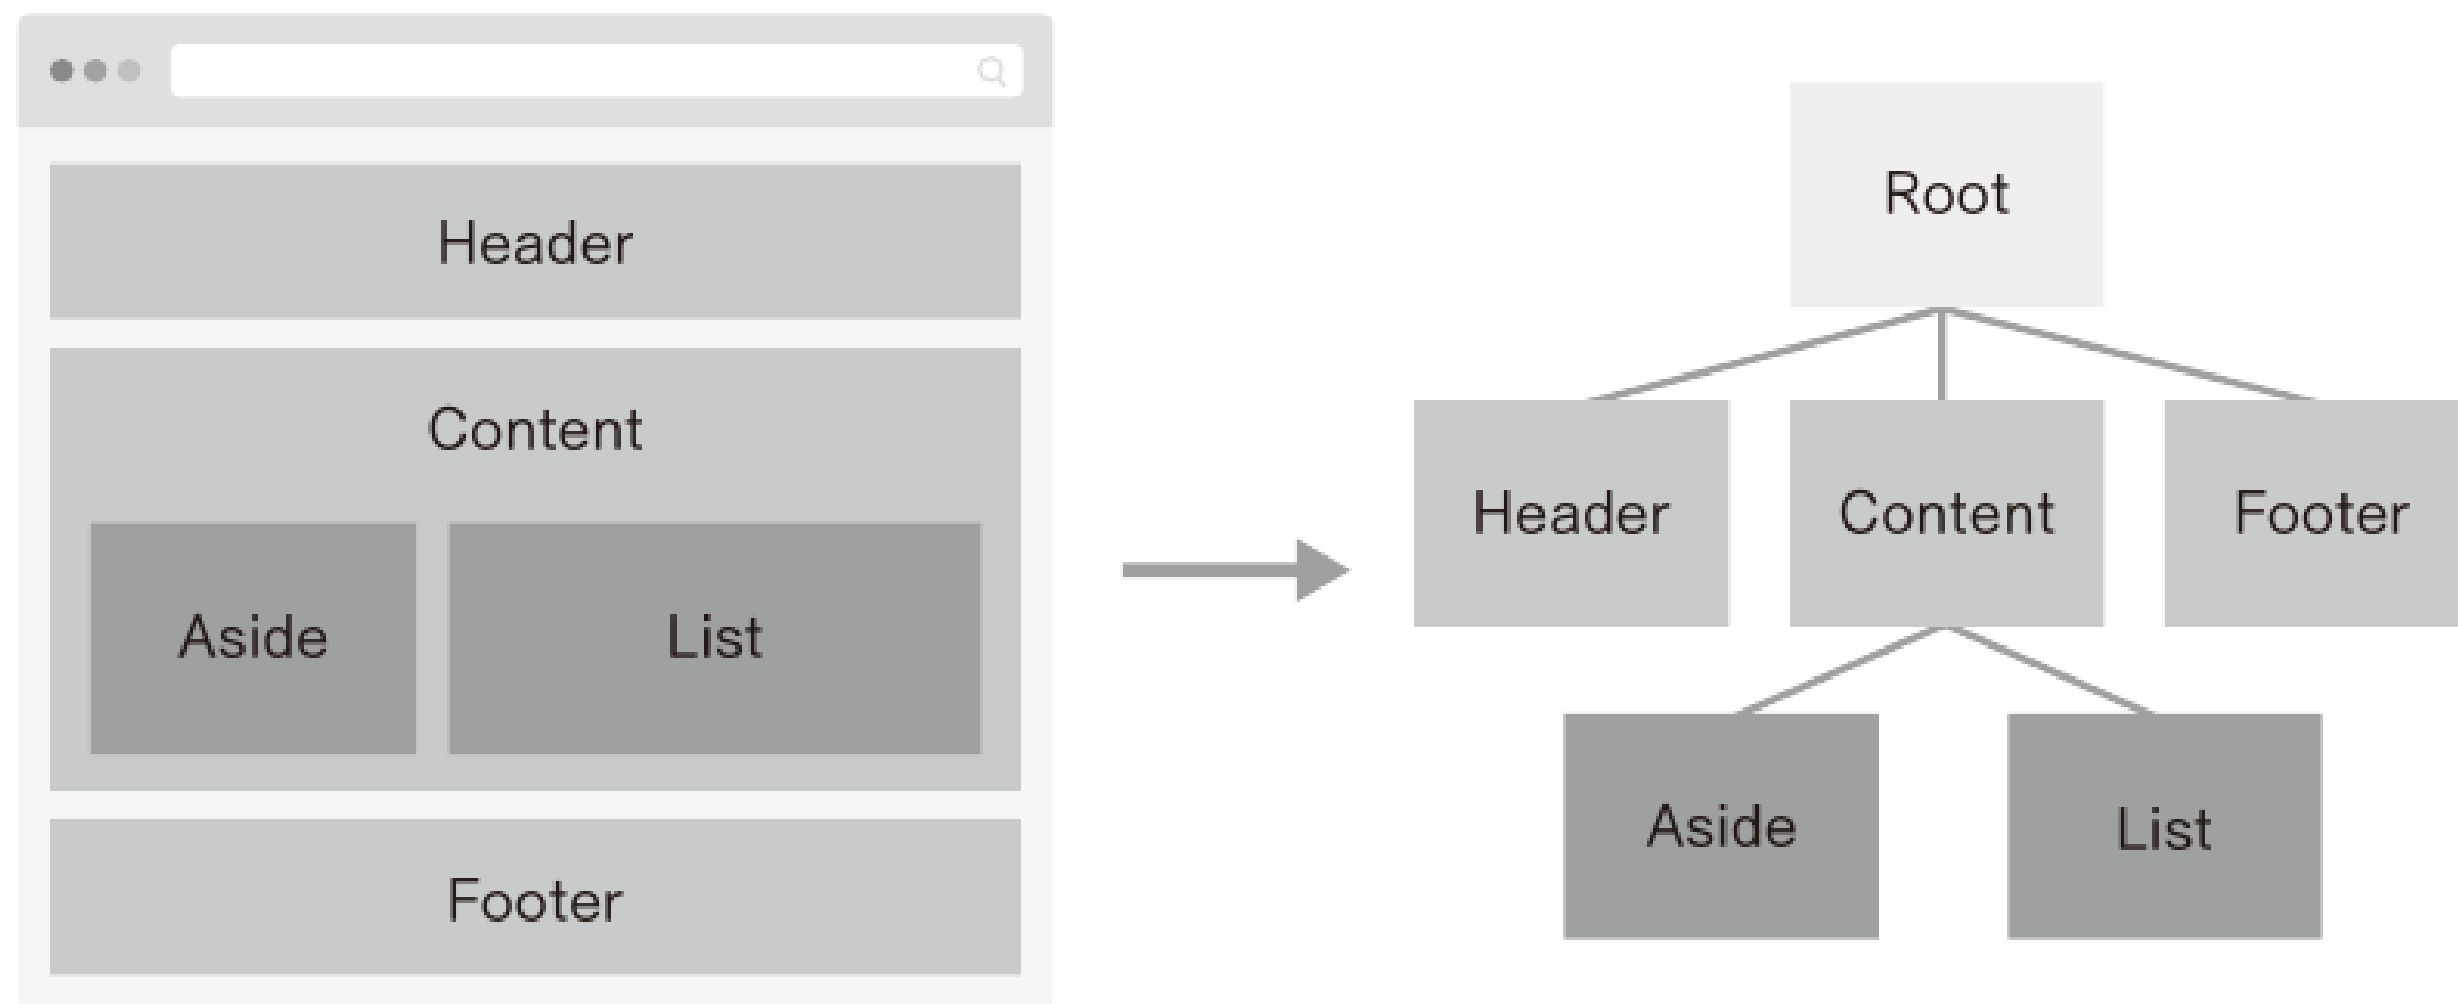 Header
Content
Aside
List
Footer
Root
Header
Content
Footer
Aside
List